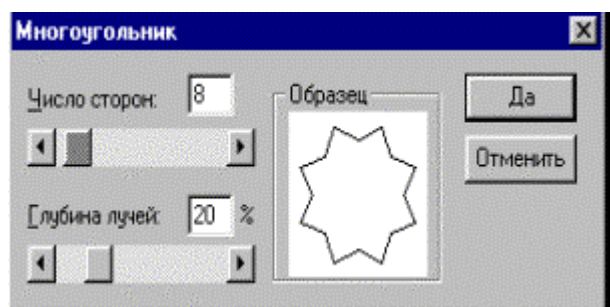 Многоугольник
Число сторон: 8
Образец
Да
Отменить
Глубина лучей: 20 %